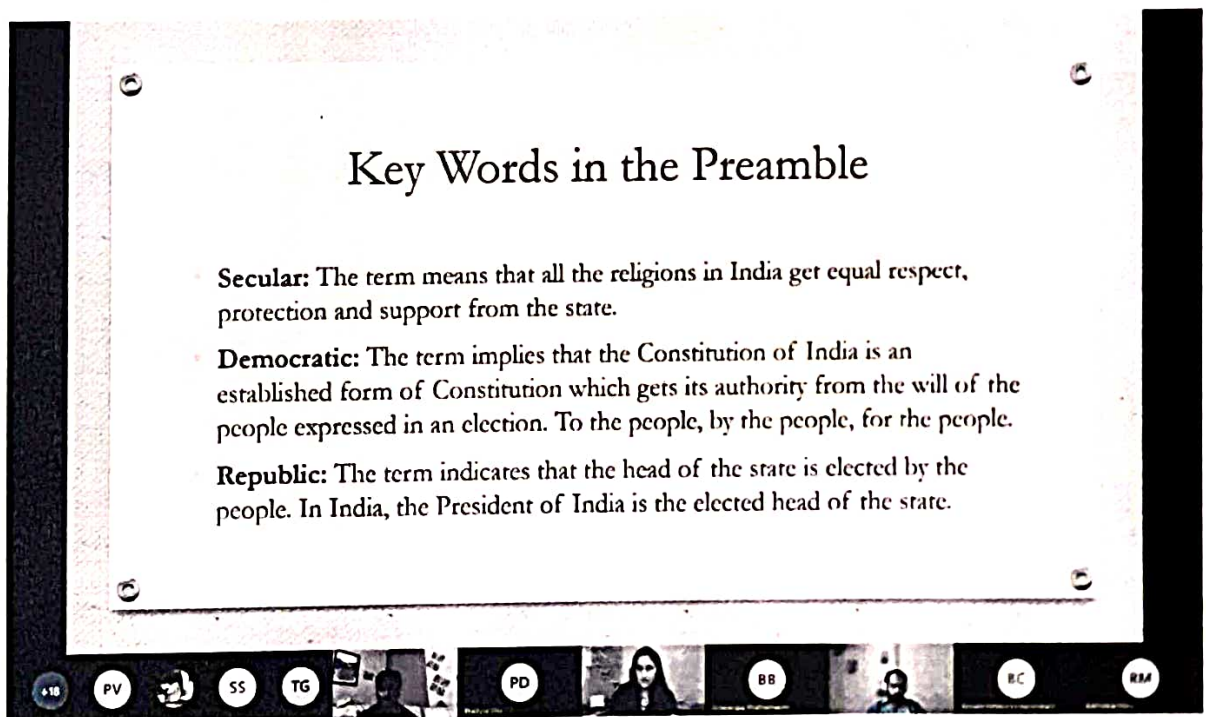 Key Words in the Preamble
Secular: The term means that all the religions in India get equal respect,
protection and support from the state.
Democratic: The term implies that the Constitution of India is an
established form of Constitution which gets its authority from the will of the
people expressed in an election. To the people, by the people, for the people.
Republic: The term indicates that the head of the state is elected by the
people. In India, the President of India is the elected head of the state.
+18 PV SS TG PD BB BC RM